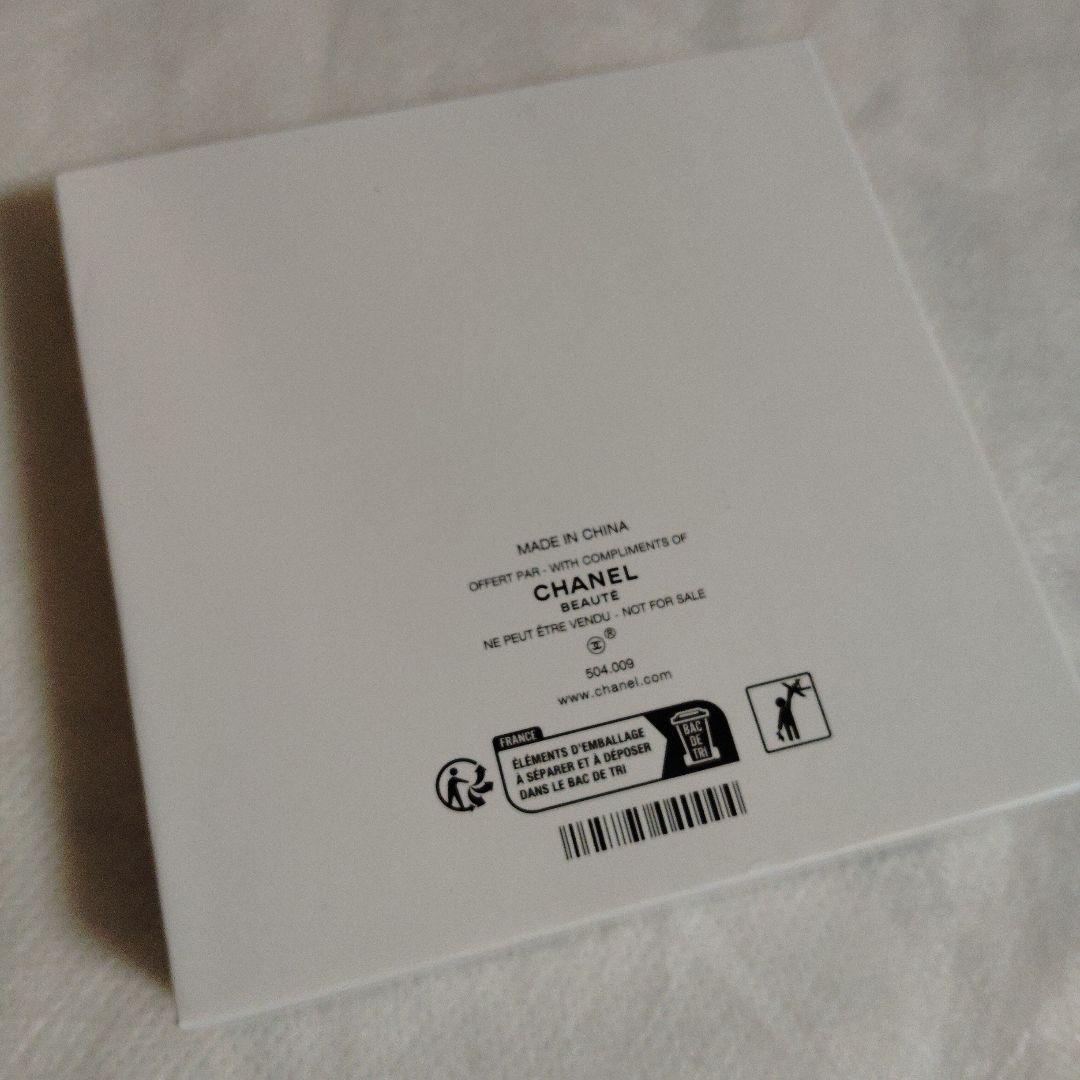 MADE IN CHINA
OFFERT PAR - WITH COMPLIMENTS OF
CHANEL
BEAUTÉ
NE PEUT ÊTRE VENDU - NOT FOR SALE
®
504.009
www.chanel.com
FRANCE
ÉLÉMENTS D'EMBALLAGE
À SÉPARER ET À DÉPOSER
DANS LE BAC DE TRI
BAC
DE
TRI